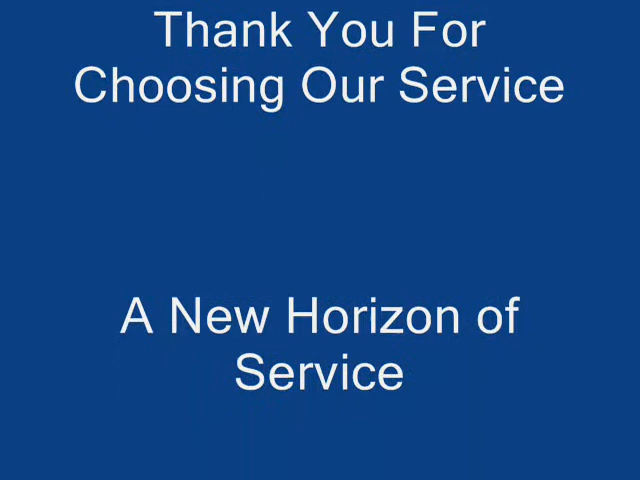 Thank You For
Choosing Our Service
A New Horizon of
Service